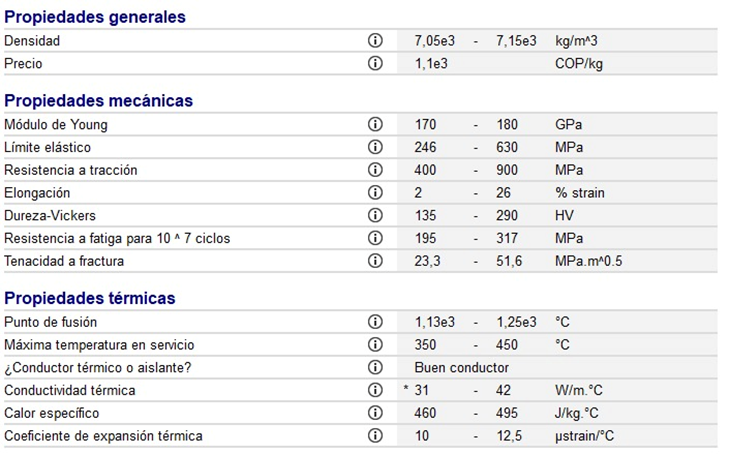 Propiedades generales
Densidad 7,05e3 - 7,15e3 kg/m^3
Precio 1,1e3 COP/kg
Propiedades mecánicas
Módulo de Young 170 - 180 GPa
Límite elástico 246 - 630 MPa
Resistencia a tracción 400 - 900 MPa
Elongación 2 - 26 % strain
Dureza-Vickers 135 - 290 HV
Resistencia a fatiga para 10 ^ 7 ciclos 195 - 317 MPa
Tenacidad a fractura 23,3 - 51,6 MPa.m^0.5
Propiedades térmicas
Punto de fusión 1,13e3 - 1,25e3 °C
Máxima temperatura en servicio 350 - 450 °C
¿Conductor térmico o aislante? Buen conductor
Conductividad térmica * 31 - 42 W/m.°C
Calor específico 460 - 495 J/kg.°C
Coeficiente de expansión térmica 10 - 12,5 µstrain/°C